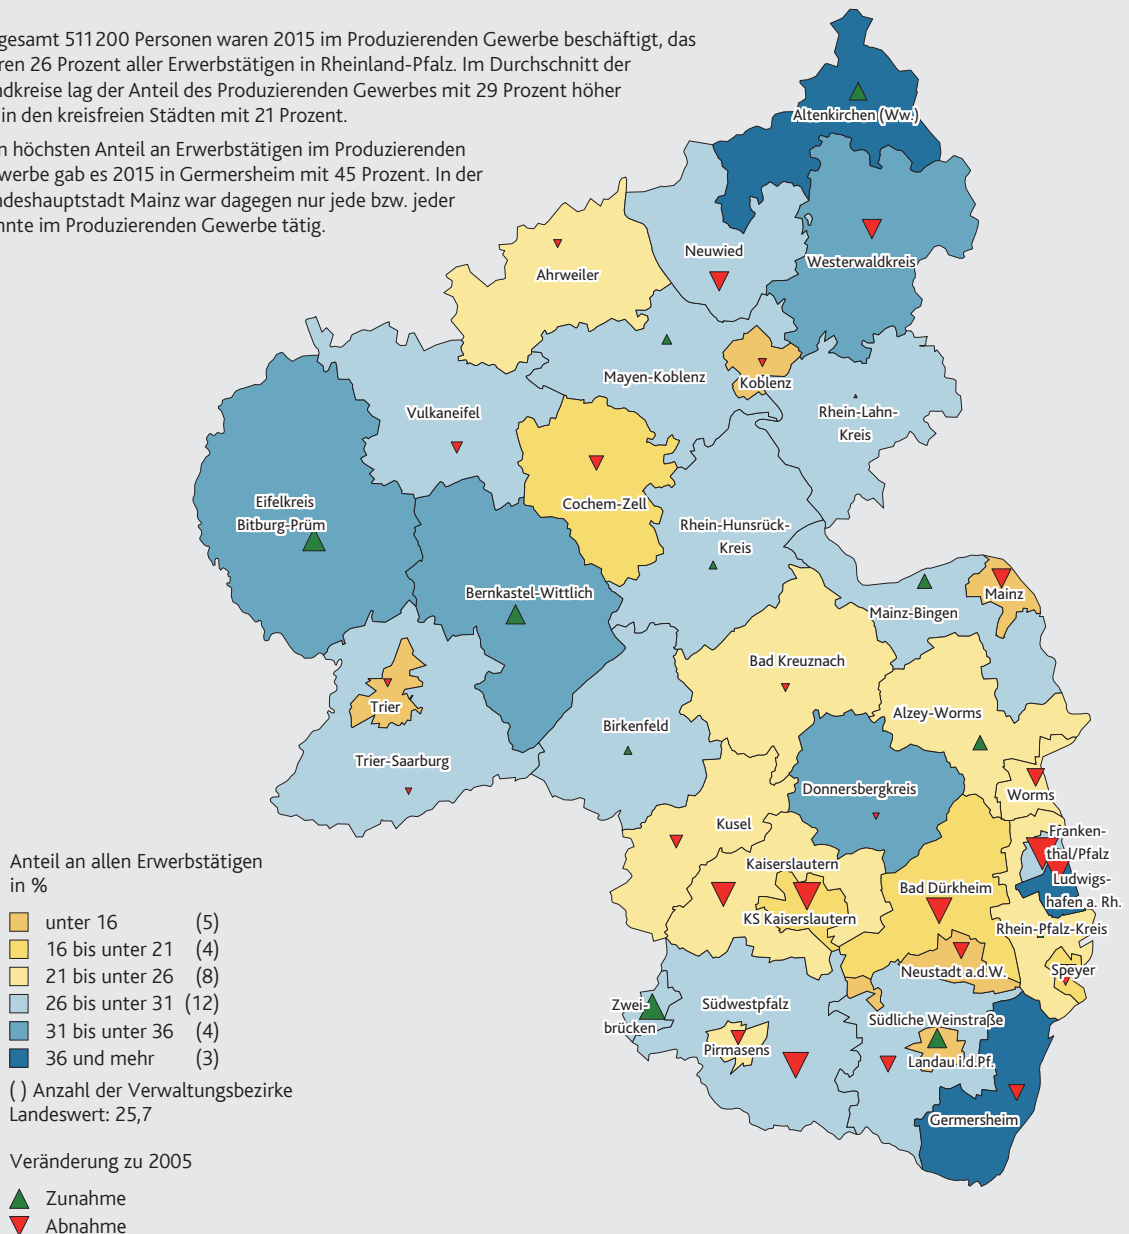 gesamt 511 200 Personen waren 2015 im Produzierenden Gewerbe beschäftigt, das
ren 26 Prozent aller Erwerbstätigen in Rheinland-Pfalz. Im Durchschnitt der
ndkreise lag der Anteil des Produzierenden Gewerbes mit 29 Prozent höher
in den kreisfreien Städten mit 21 Prozent.
n höchsten Anteil an Erwerbstätigen im Produzierenden
werbe gab es 2015 in Germersheim mit 45 Prozent. In der
ndeshauptstadt Mainz war dagegen nur jede bzw. jeder
nnte im Produzierenden Gewerbe tätig.
Altenkirchen (Ww.)
Neuwied
Westerwaldkreis
Ahrweiler
Mayen-Koblenz
Koblenz
Rhein-Lahn-
Kreis
Vulkaneifel
Cochem-Zell
Eifelkreis
Bitburg-Prüm
Rhein-Hunsrück-
Kreis
Bernkastel-Wittlich
Mainz-Bingen
Mainz
Bad Kreuznach
Trier
Alzey-Worms
Birkenfeld
Trier-Saarburg
Donnersbergkreis
Worms
Kusel
Franken-
thal/Pfalz
Kaiserslautern
Ludwigs-
hafen a. Rh.
Bad Dürkheim
KS Kaiserslautern
Rhein-Pfalz-Kreis
Neustadt a.d.W.
Speyer
Zwei-
brücken
Südwestpfalz
Südliche Weinstraße
Pirmasens
Landau i.d.Pf.
Germersheim
Anteil an allen Erwerbstätigen
in %
unter 16 (5)
16 bis unter 21 (4)
21 bis unter 26 (8)
26 bis unter 31 (12)
31 bis unter 36 (4)
36 und mehr (3)
( ) Anzahl der Verwaltungsbezirke
Landeswert: 25,7
Veränderung zu 2005
Zunahme
Abnahme